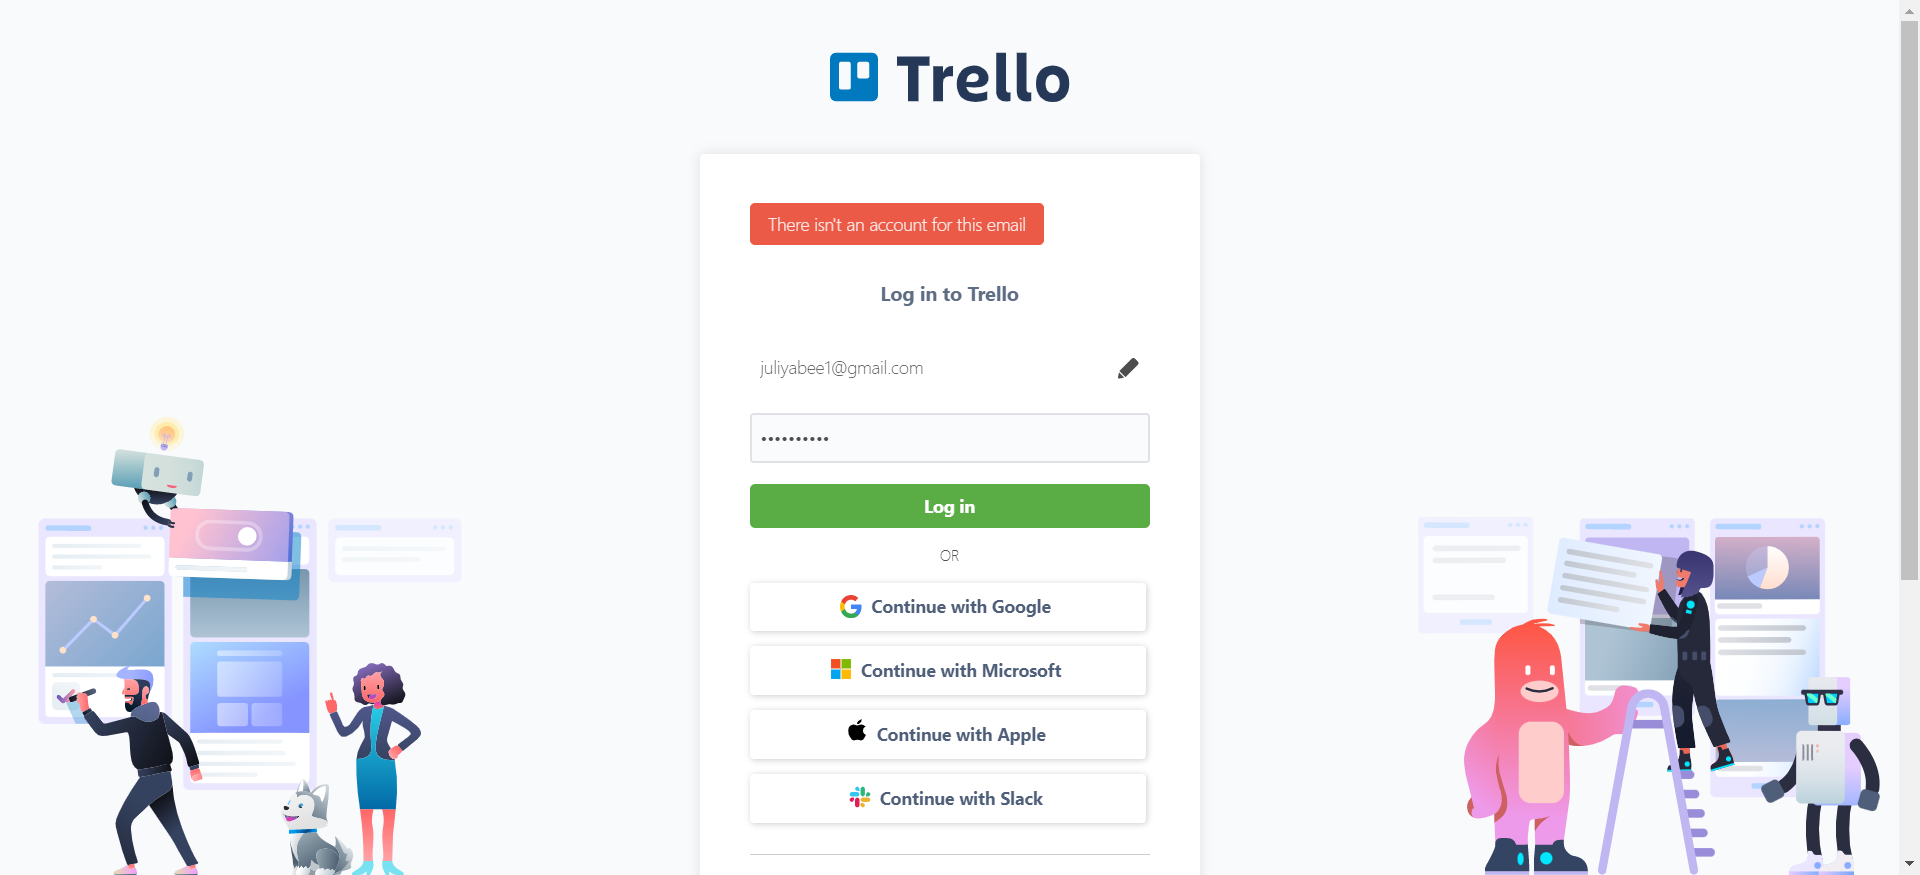 Trello
There isn't an account for this email
Log in to Trello
juliyabee1@gmail.com
••••••••••
Log in
OR
Continue with Google
Continue with Microsoft
Continue with Apple
Continue with Slack